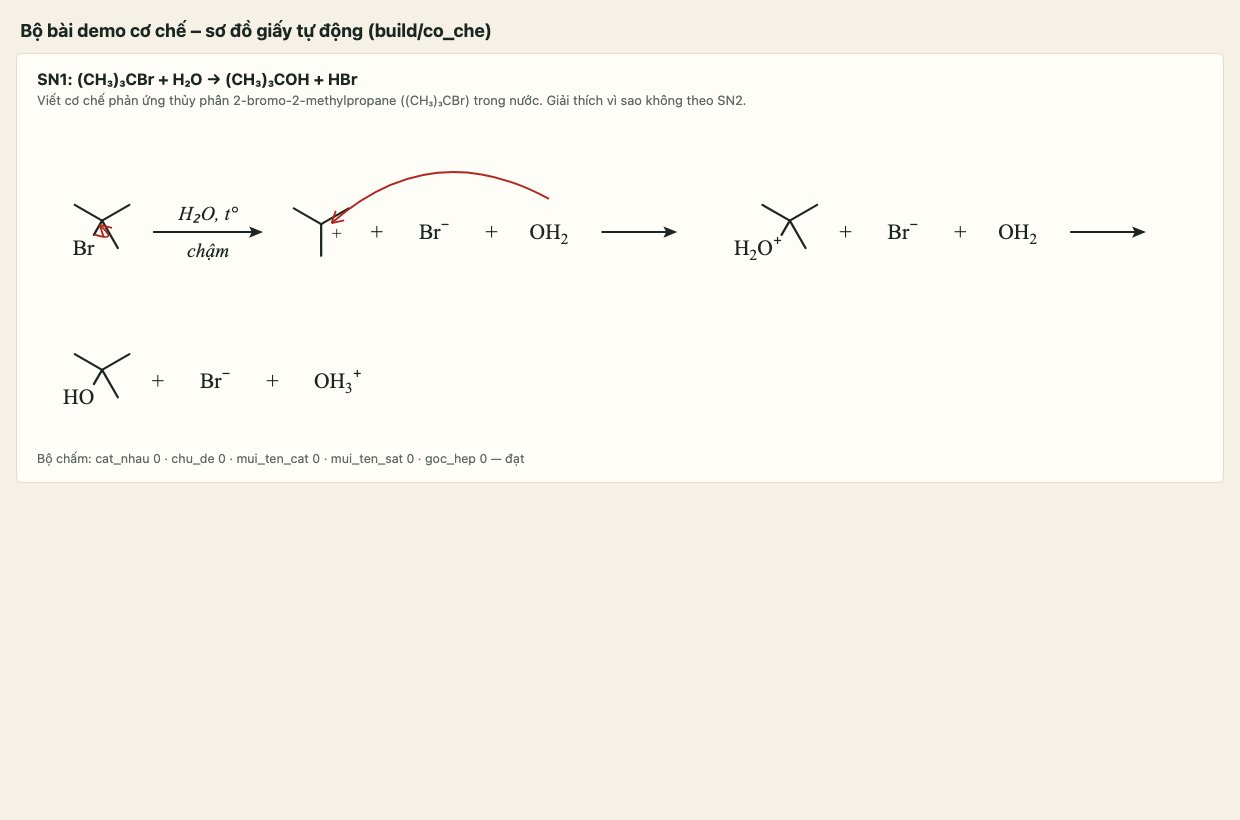 Bộ bài demo cơ chế – sơ đồ giấy tự động (build/co_che)
SN1: (CH₃)₃CBr + H₂O → (CH₃)₃COH + HBr
Viết cơ chế phản ứng thủy phân 2-bromo-2-methylpropane ((CH₃)₃CBr) trong nước. Giải thích vì sao không theo SN2.
H₂O, t°
chậm
Br + + Br⁻ + OH₂ H₂O⁺ + Br⁻ + OH₂
HO + Br⁻ + OH₃⁺
Bộ chấm: cat_nhau 0 · chu_de 0 · mui_ten_cat 0 · mui_ten_sat 0 · goc_hep 0 — đạt